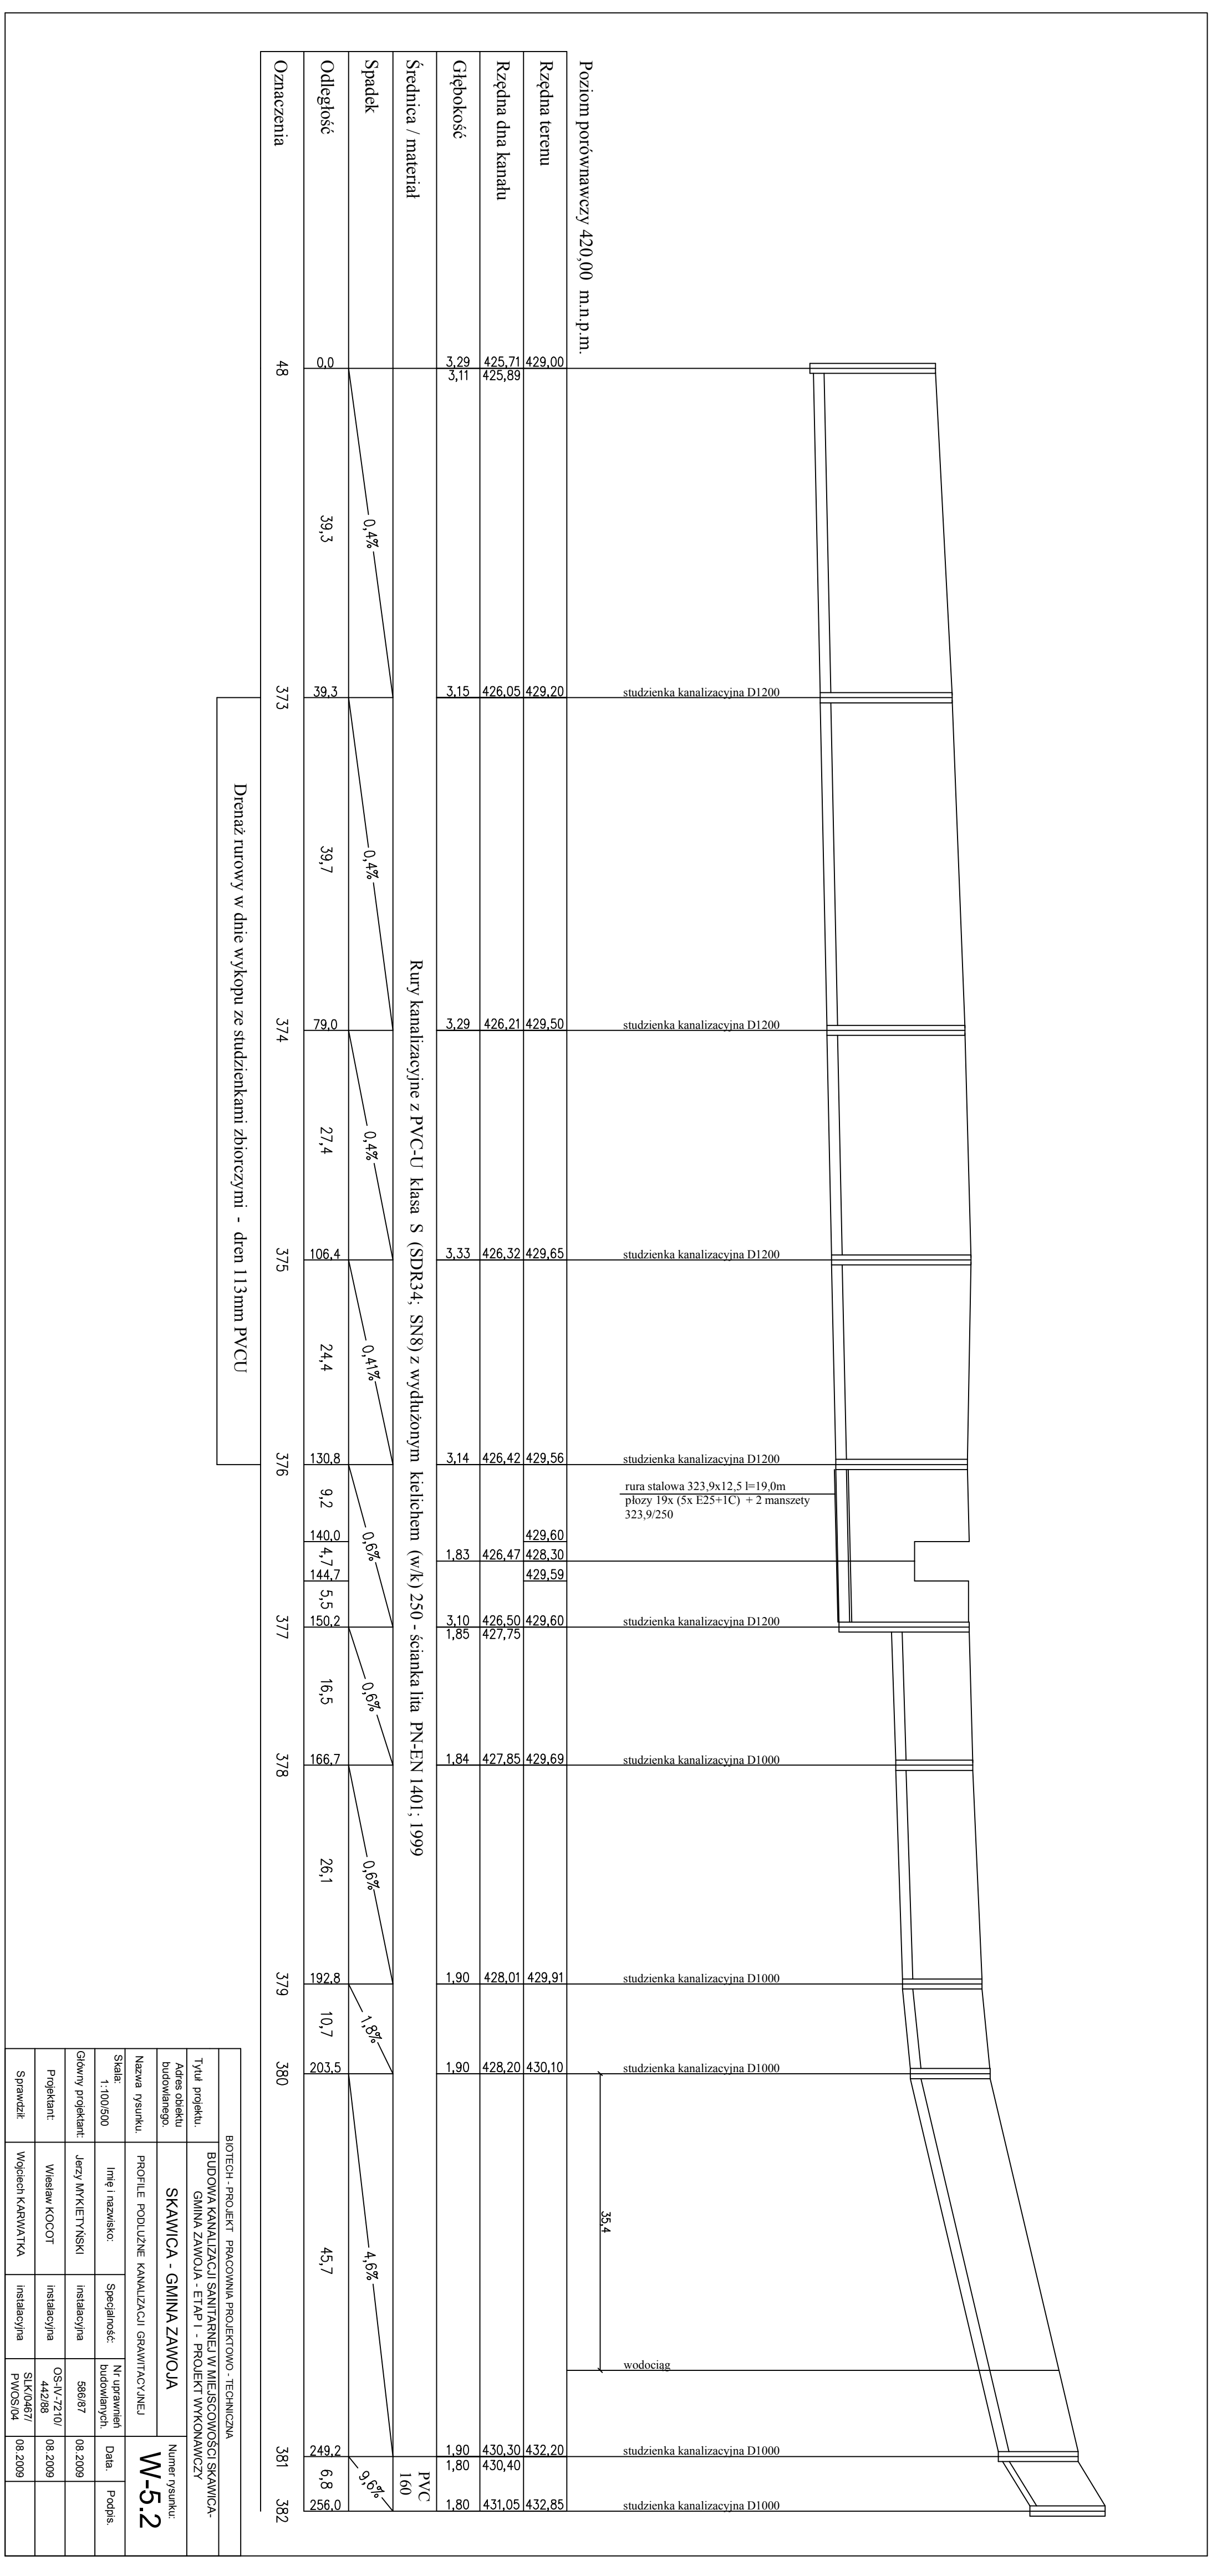 studzienka kanalizacyjna D1200
studzienka kanalizacyjna D1200
studzienka kanalizacyjna D1200
studzienka kanalizacyjna D1200
rura stalowa 323,9x12,5 l=19,0m
płozy 19x (5x E25+1C) + 2 manszety
323,9/250
studzienka kanalizacyjna D1200
studzienka kanalizacyjna D1000
studzienka kanalizacyjna D1000
studzienka kanalizacyjna D1000
wodociąg
studzienka kanalizacyjna D1000
studzienka kanalizacyjna D1000
35,4
Poziom porównawczy 420,00 m.n.p.m.
Rzędna terenu
429,00 429,20 429,50 429,65 429,56 429,60 428,30 429,59 429,60 429,69 429,91 430,10 432,20 432,85
Rzędna dna kanału
425,71 425,89 426,05 426,21 426,32 426,42 426,47 426,50 427,75 427,85 428,01 428,20 430,30 430,40 431,05
Głębokość
3,29 3,11 3,15 3,29 3,33 3,14 1,83 3,10 1,85 1,84 1,90 1,90 1,90 1,80 1,80
Średnica / materiał
Rury kanalizacyjne z PVC-U klasa S (SDR34; SN8) z wydłużonym kielichem (w/k) 250 - ścianka lita PN-EN 1401; 1999
PVC
160
Spadek
0,4% 0,4% 0,4% 0,41% 0,6% 0,6% 0,6% 1,8% 4,6% 9,6%
Odległość
0,0 39,3 39,3 39,7 79,0 27,4 106,4 24,4 130,8 9,2 140,0 4,7 144,7 5,5 150,2 16,5 166,7 26,1 192,8 10,7 203,5 45,7 249,2 6,8 256,0
Oznaczenia
48 373 374 375 376 377 378 379 380 381 382
Drenaż rurowy w dnie wykopu ze studzienkami zbiorczymi - dren 113mm PVCU
BIOTECH - PROJEKT PRACOWNIA PROJEKTOWO - TECHNICZNA
Tytuł projektu.
BUDOWA KANALIZACJI SANITARNEJ W MIEJSCOWOŚCI SKAWICA-
GMINA ZAWOJA - ETAP I - PROJEKT WYKONAWCZY
Adres obiektu
budowlanego.
SKAWICA - GMINA ZAWOJA
Numer rysunku:
W-5.2
Nazwa rysunku.
PROFILE PODŁUŻNE KANALIZACJI GRAWITACYJNEJ
Skala:
1:100/500
Imię i nazwisko:
Specjalność:
Nr uprawnień
budowlanych.
Data.
Podpis.
Główny projektant:
Jerzy MYKIETYŃSKI
instalacyjna
586/87
08.2009
Projektant:
Wiesław KOCOT
instalacyjna
OS-IV-7210/
442/88
08.2009
Sprawdził:
Wojciech KARWATKA
instalacyjna
SLK/0467/
PWOS/04
08.2009